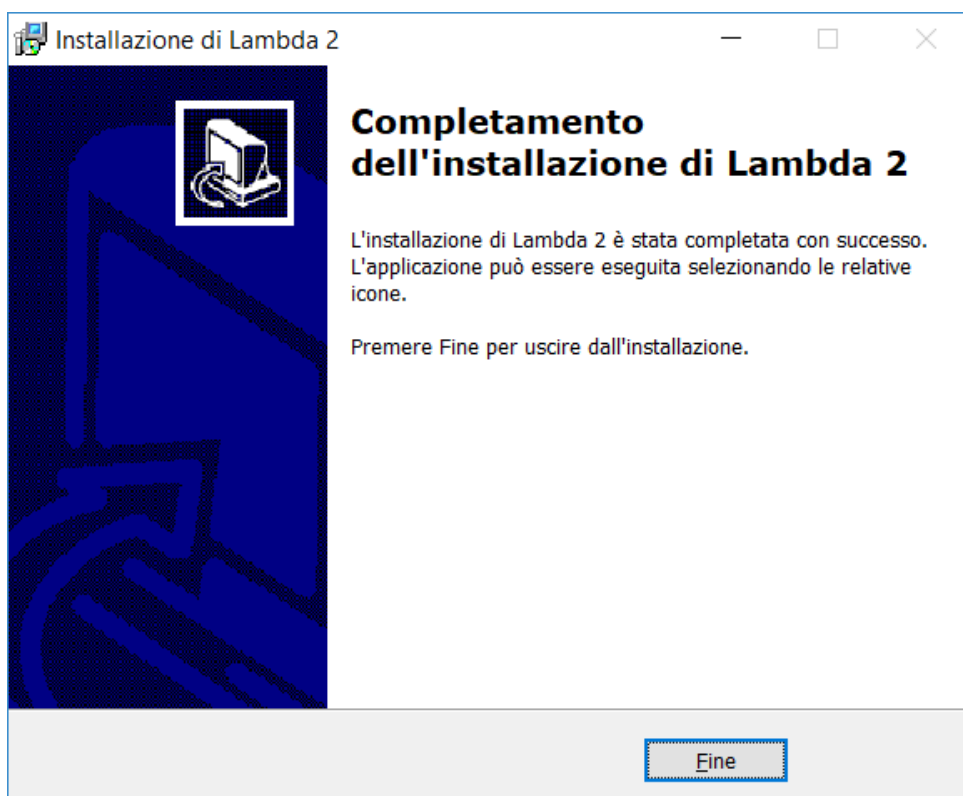 Installazione di Lambda 2
Completamento
dell'installazione di Lambda 2
L'installazione di Lambda 2 è stata completata con successo.
L'applicazione può essere eseguita selezionando le relative
icone.
Premere Fine per uscire dall'installazione.
Fine